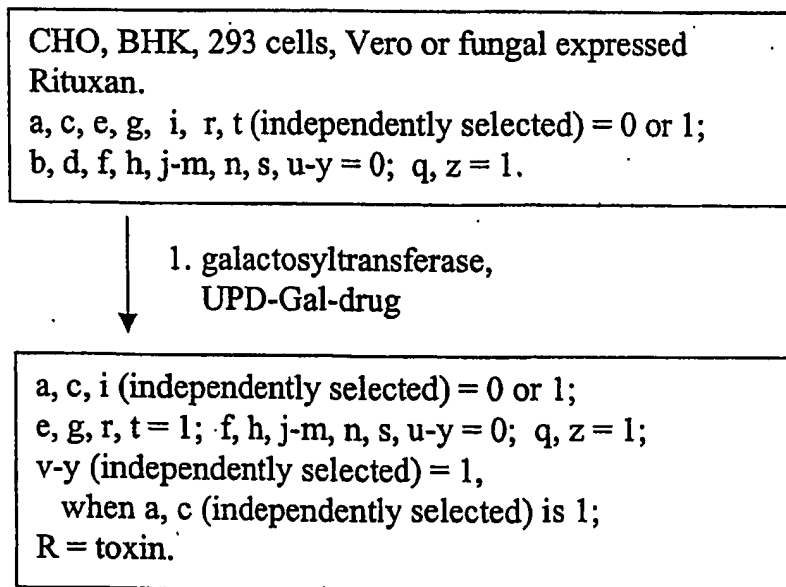 CHO, BHK, 293 cells, Vero or fungal expressed
Rituxan.
a, c, e, g, i, r, t (independently selected) = 0 or 1;
b, d, f, h, j-m, n, s, u-y = 0; q, z = 1.
1. galactosyltransferase,
UPD-Gal-drug
a, c, i (independently selected) = 0 or 1;
e, g, r, t = 1; f, h, j-m, n, s, u-y = 0; q, z = 1;
v-y (independently selected) = 1,
when a, c (independently selected) is 1;
R = toxin.